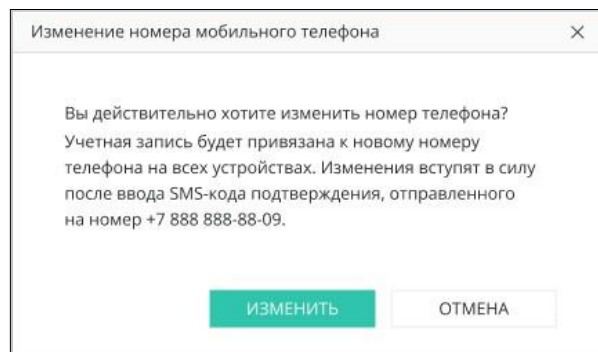 Изменение номера мобильного телефона
Вы действительно хотите изменить номер телефона?
Учетная запись будет привязана к новому номеру
телефона на всех устройствах. Изменения вступят в силу
после ввода SMS-кода подтверждения, отправленного
на номер +7 888 888-88-09.
ИЗМЕНИТЬ ОТМЕНА